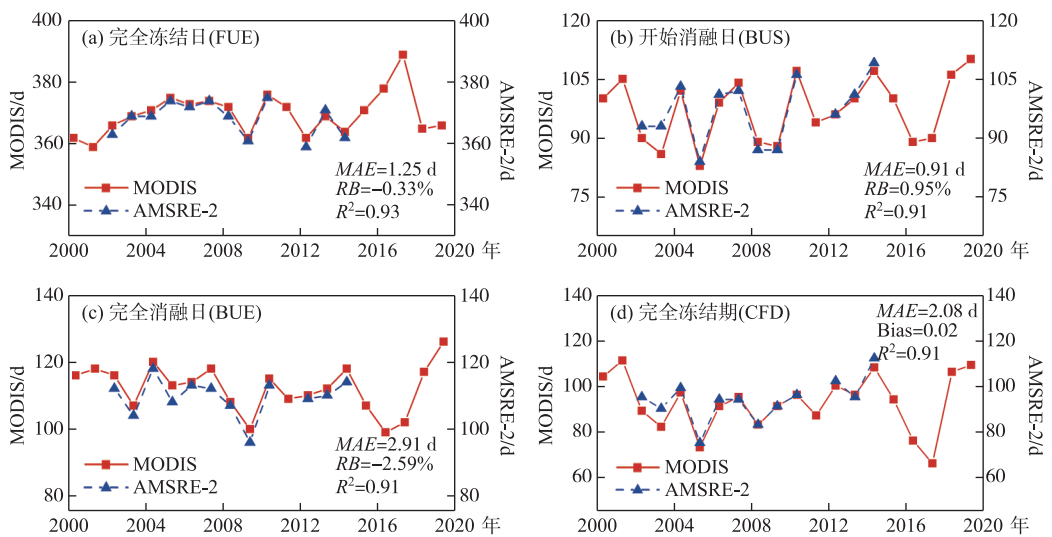 400
380
360
340
MODIS/d
(a) 完全冻结日(FUE)
MAE=1.25 d
RB=−0.33%
R²=0.93
MODIS
AMSRE-2
400
380
360
340
AMSRE-2/d
2000 2004 2008 2012 2016 2020 年
120
105
90
75
MODIS/d
(b) 开始消融日(BUS)
MAE=0.91 d
RB=0.95%
R²=0.91
MODIS
AMSRE-2
120
105
90
75
AMSRE-2/d
2000 2004 2008 2012 2016 2020 年
140
120
100
80
MODIS/d
(c) 完全消融日(BUE)
MAE=2.91 d
RB=−2.59%
R²=0.91
MODIS
AMSRE-2
140
120
100
80
AMSRE-2/d
2000 2004 2008 2012 2016 2020 年
140
120
100
80
60
MODIS/d
(d) 完全冻结期(CFD)
MAE=2.08 d
Bias=0.02
R²=0.91
MODIS
AMSRE-2
140
120
100
80
60
AMSRE-2/d
2000 2004 2008 2012 2016 2020 年